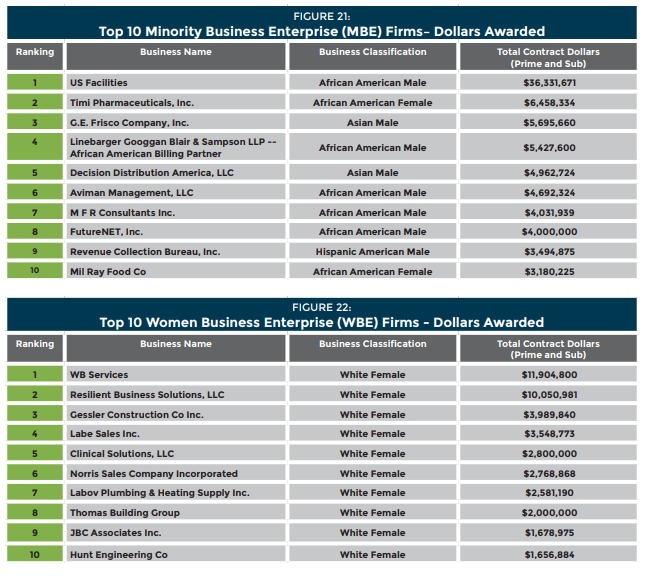 FIGURE 21:
Top 10 Minority Business Enterprise (MBE) Firms– Dollars Awarded
Ranking Business Name Business Classification Total Contract Dollars
(Prime and Sub)
1 US Facilities African American Male $36,331,671
2 Timi Pharmaceuticals, Inc. African American Female $6,458,334
3 G.E. Frisco Company, Inc. Asian Male $5,695,660
4 Linebarger Googgan Blair & Sampson LLP --
African American Billing Partner African American Male $5,427,600
5 Decision Distribution America, LLC Asian Male $4,962,724
6 Aviman Management, LLC African American Male $4,692,324
7 M F R Consultants Inc. African American Male $4,031,939
8 FutureNET, Inc. African American Male $4,000,000
9 Revenue Collection Bureau, Inc. Hispanic American Male $3,494,875
10 Mil Ray Food Co African American Female $3,180,225
FIGURE 22:
Top 10 Women Business Enterprise (WBE) Firms - Dollars Awarded
Ranking Business Name Business Classification Total Contract Dollars
(Prime and Sub)
1 WB Services White Female $11,904,800
2 Resilient Business Solutions, LLC White Female $10,050,981
3 Gessler Construction Co Inc. White Female $3,989,840
4 Labe Sales Inc. White Female $3,548,773
5 Clinical Solutions, LLC White Female $2,800,000
6 Norris Sales Company Incorporated White Female $2,768,868
7 Labov Plumbing & Heating Supply Inc. White Female $2,581,190
8 Thomas Building Group White Female $2,000,000
9 JBC Associates Inc. White Female $1,678,975
10 Hunt Engineering Co White Female $1,656,884